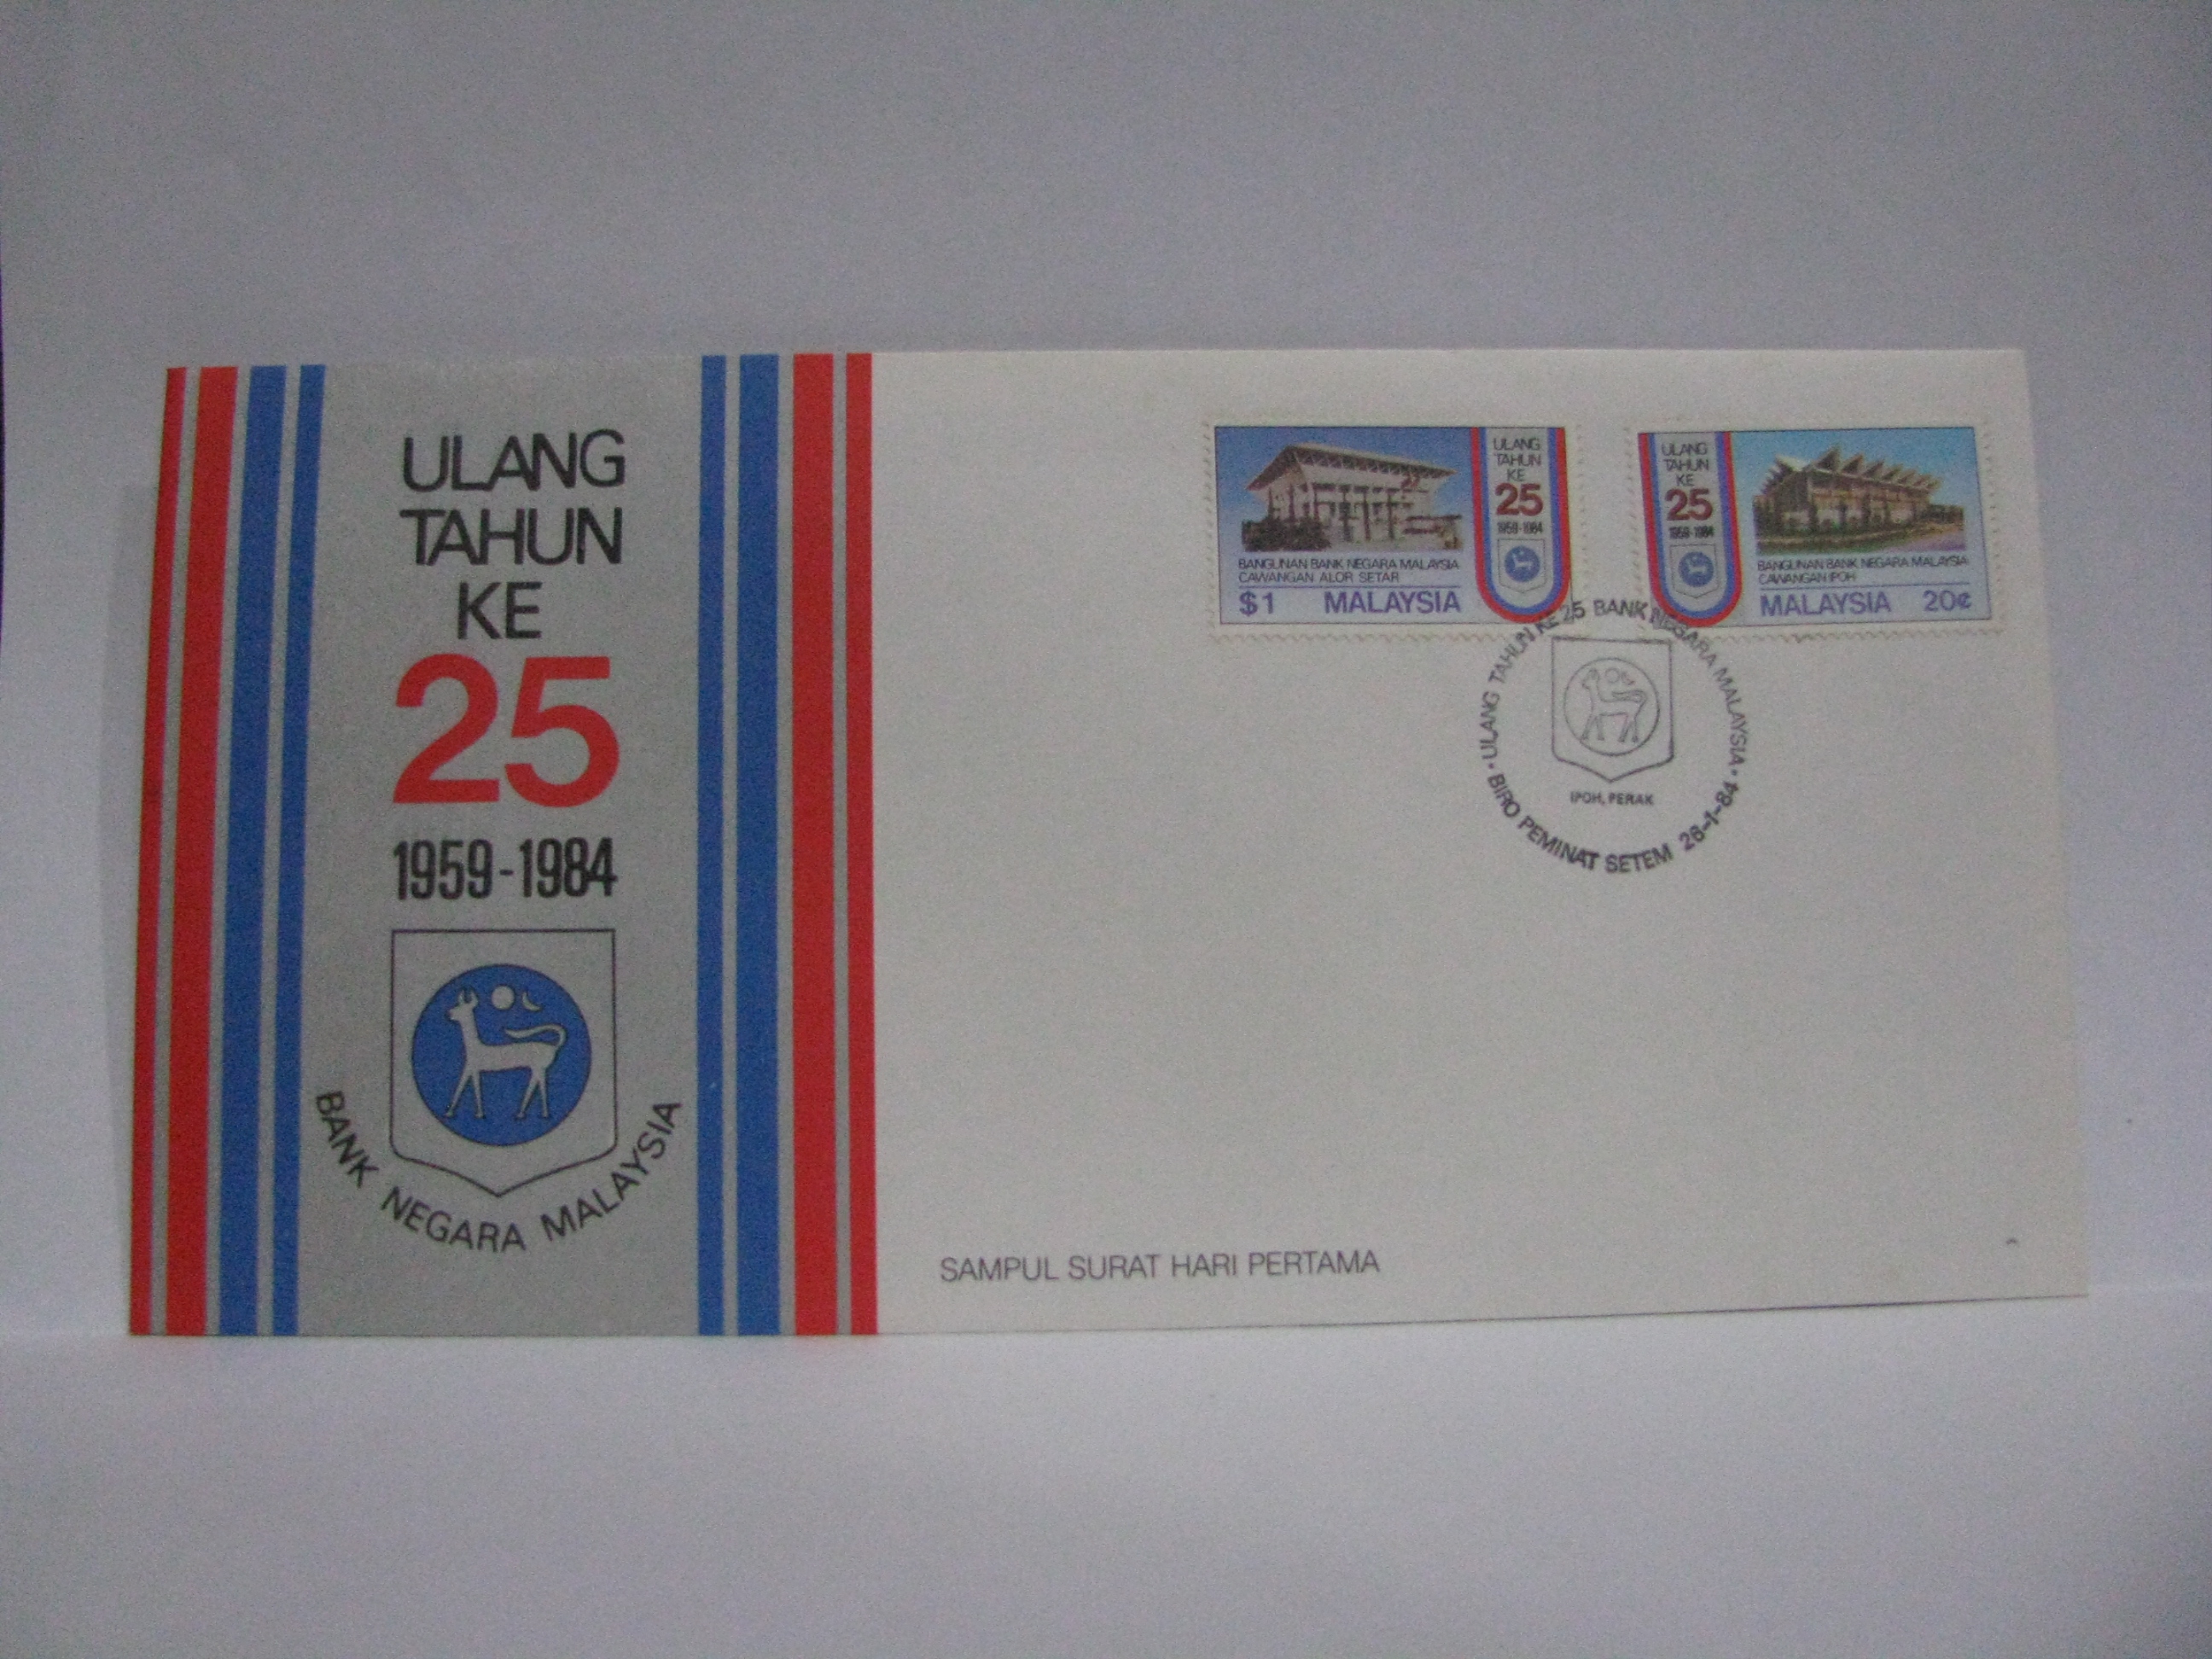 ULANG
TAHUN
KE
25
1959-1984
BANK NEGARA MALAYSIA
ULANG
TAHUN
KE
25
1959-1984
BANGUNAN BANK NEGARA MALAYSIA
CAWANGAN ALOR SETAR
$1 MALAYSIA
ULANG
TAHUN
KE
25
1959-1984
BANGUNAN BANK NEGARA MALAYSIA
CAWANGAN IPOH
MALAYSIA 20¢
• ULANG TAHUN KE 25 BANK NEGARA MALAYSIA •
IPOH, PERAK
BIRO PEMINAT SETEM 26-1-84
SAMPUL SURAT HARI PERTAMA